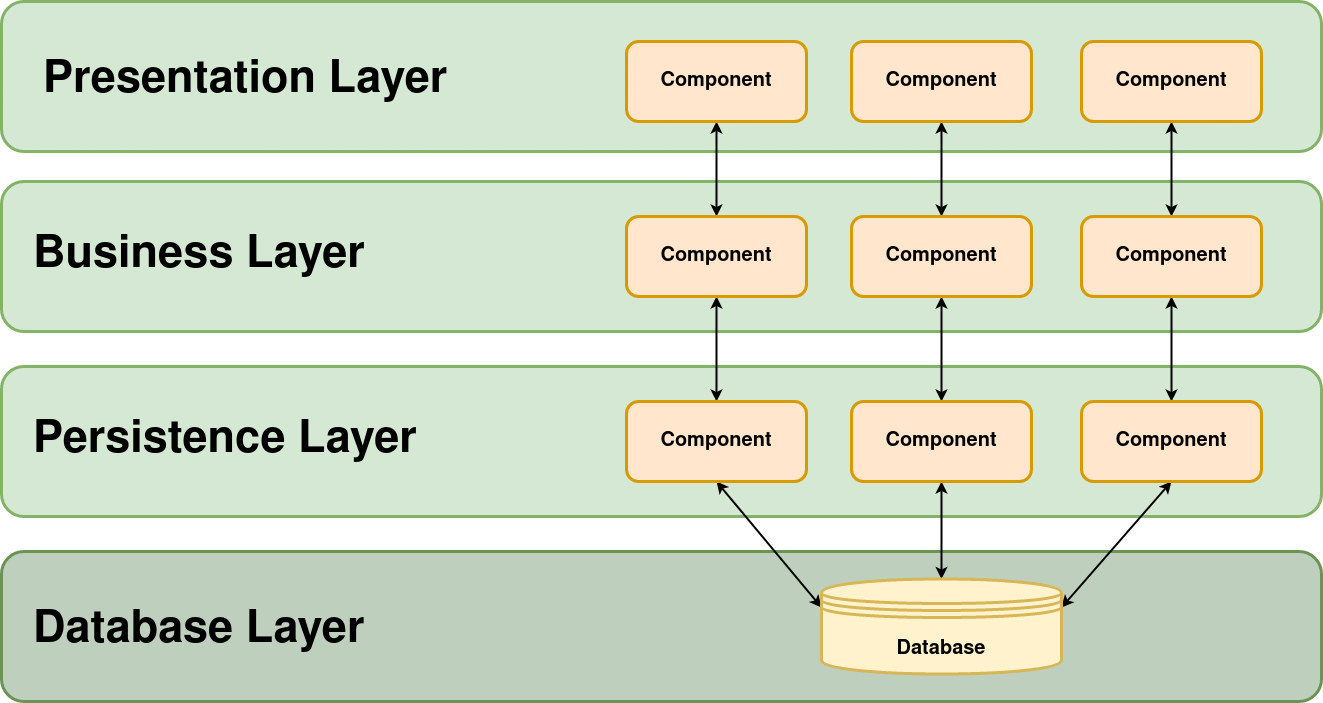 Presentation Layer
Component
Component
Component
Business Layer
Component
Component
Component
Persistence Layer
Component
Component
Component
Database Layer
Database